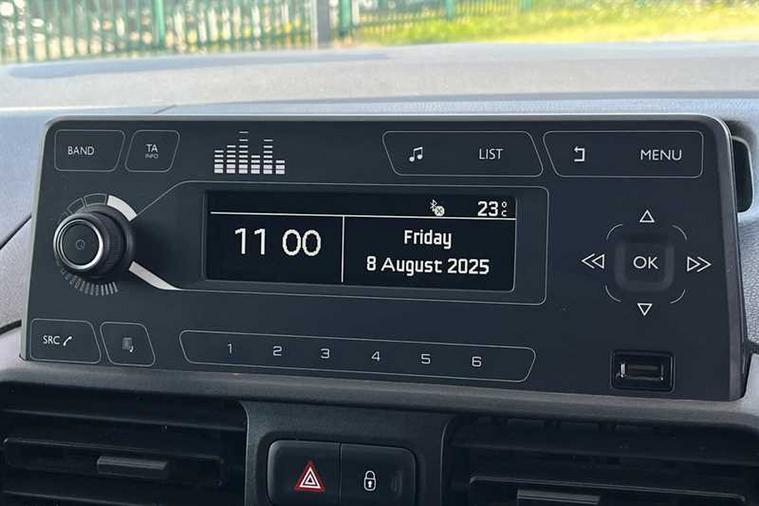 BAND
TA
INFO
LIST
MENU
23°C
11 00
Friday
8 August 2025
OK
SRC
1 2 3 4 5 6